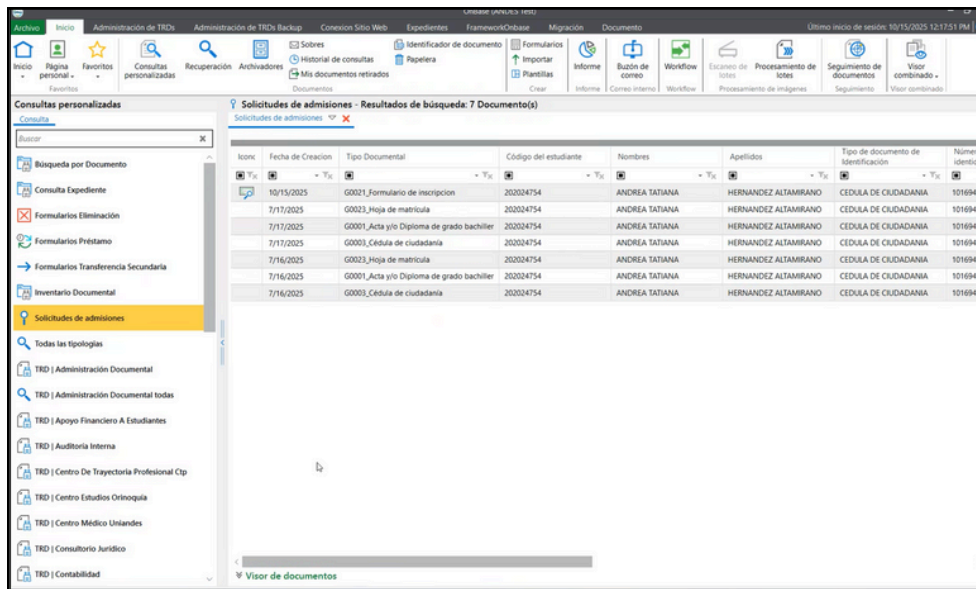 Onbase (ANDES Test)
Archivo Inicio Administración de TRDs Administración de TRDs Backup Conexion Sitio Web Expedientes FrameworkOnbase Migración Documento Último inicio de sesión: 10/15/2025 12:17:51 PM
Inicio
Página personal
Favoritos
Favoritos
Consultas personalizadas
Recuperación
Archivadores
Sobres
Historial de consultas
Mis documentos retirados
Identificador de documento
Papelera
Documentos
Formularios
Importar
Plantillas
Crear
Informe
Informe
Buzón de correo
Correo interno
Workflow
Workflow
Escaneo de lotes
Procesamiento de lotes
Procesamiento de imágenes
Seguimiento de documentos
Seguimiento
Visor combinado
Visor combinado
Consultas personalizadas
Consulta
Buscar
Búsqueda por Documento
Consulta Expediente
Formularios Eliminación
Formularios Préstamo
Formularios Transferencia Secundaria
Inventario Documental
Solicitudes de admisiones
Todas las tipologias
TRD | Administración Documental
TRD | Administración Documental todas
TRD | Apoyo Financiero A Estudiantes
TRD | Auditoría Interna
TRD | Centro De Trayectoria Profesional Ctp
TRD | Centro Estudios Orinoquía
TRD | Centro Médico Uniandes
TRD | Consultorio Jurídico
TRD | Contabilidad
Solicitudes de admisiones - Resultados de búsqueda: 7 Documento(s)
Solicitudes de admisiones
Icono Fecha de Creacion Tipo Documental Código del estudiante Nombres Apellidos Tipo de documento de Identificación
10/15/2025 G0021_Formulario de inscripcion 202024754 ANDREA TATIANA HERNANDEZ ALTAMIRANO CEDULA DE CIUDADANIA 101694
7/17/2025 G0023_Hoja de matrícula 202024754 ANDREA TATIANA HERNANDEZ ALTAMIRANO CEDULA DE CIUDADANIA 101694
7/17/2025 G0001_Acta y/o Diploma de grado bachiller 202024754 ANDREA TATIANA HERNANDEZ ALTAMIRANO CEDULA DE CIUDADANIA 101694
7/17/2025 G0003_Cédula de ciudadanía 202024754 ANDREA TATIANA HERNANDEZ ALTAMIRANO CEDULA DE CIUDADANIA 101694
7/16/2025 G0023_Hoja de matrícula 202024754 ANDREA TATIANA HERNANDEZ ALTAMIRANO CEDULA DE CIUDADANIA 101694
7/16/2025 G0001_Acta y/o Diploma de grado bachiller 202024754 ANDREA TATIANA HERNANDEZ ALTAMIRANO CEDULA DE CIUDADANIA 101694
7/16/2025 G0003_Cédula de ciudadanía 202024754 ANDREA TATIANA HERNANDEZ ALTAMIRANO CEDULA DE CIUDADANIA 101694
Visor de documentos